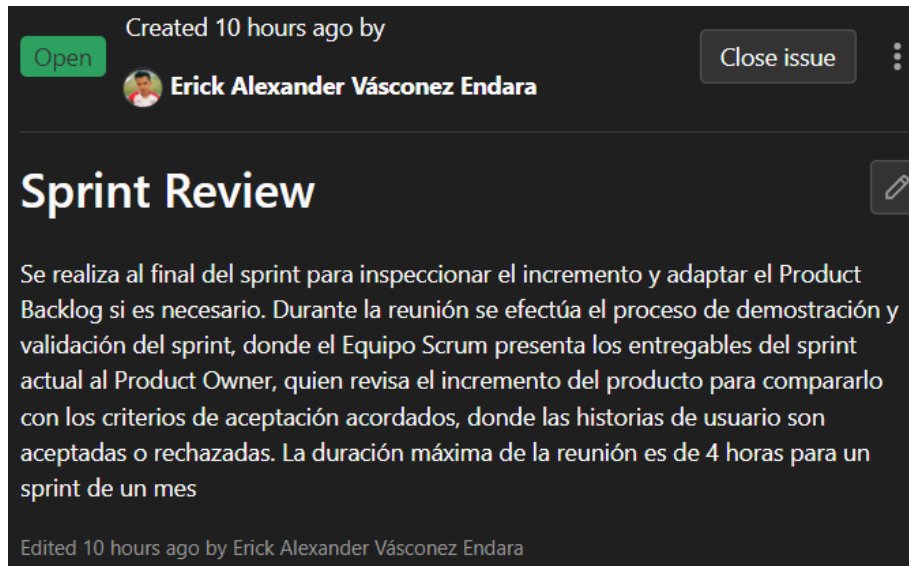 Created 10 hours ago by
Open
Close issue
Erick Alexander Vásconez Endara
Sprint Review
Se realiza al final del sprint para inspeccionar el incremento y adaptar el Product
Backlog si es necesario. Durante la reunión se efectúa el proceso de demostración y
validación del sprint, donde el Equipo Scrum presenta los entregables del sprint
actual al Product Owner, quien revisa el incremento del producto para compararlo
con los criterios de aceptación acordados, donde las historias de usuario son
aceptadas o rechazadas. La duración máxima de la reunión es de 4 horas para un
sprint de un mes
Edited 10 hours ago by Erick Alexander Vásconez Endara